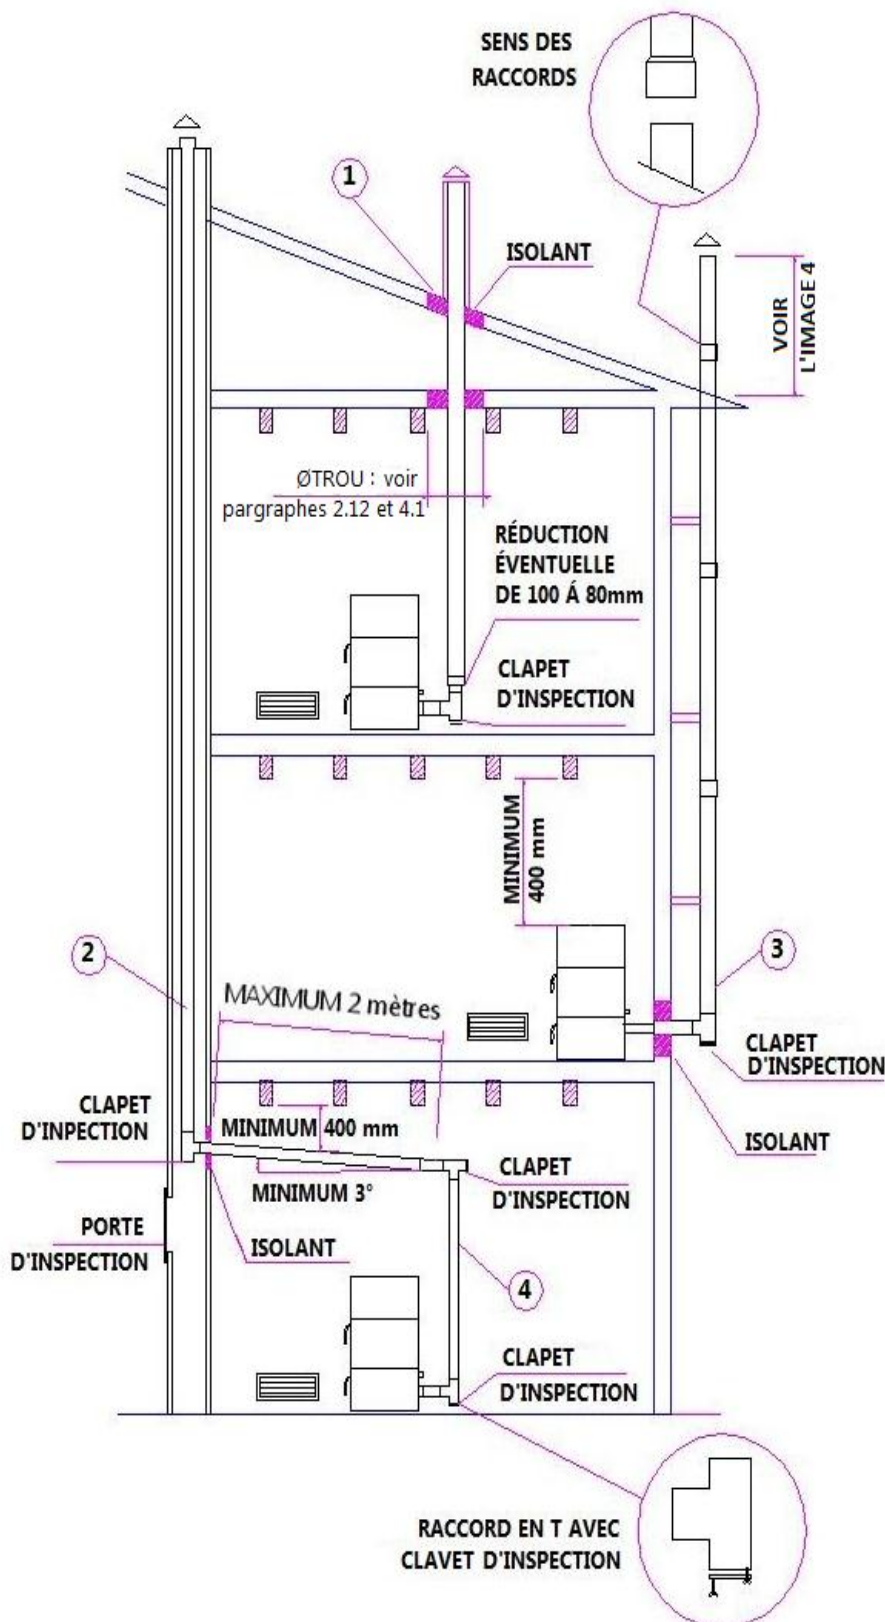 SENS DES
RACCORDS
1
ISOLANT
VOIR
L'IMAGE 4
ØTROU : voir
pargraphes 2.12 et 4.1
RÉDUCTION
ÉVENTUELLE
DE 100 Á 80mm
CLAPET
D'INSPECTION
MINIMUM
400 mm
2
MAXIMUM 2 mètres
3
CLAPET
D'INSPECTION
CLAPET
D'INPECTION
MINIMUM 400 mm
ISOLANT
CLAPET
D'INSPECTION
MINIMUM 3°
PORTE
D'INSPECTION
ISOLANT
4
CLAPET
D'INSPECTION
RACCORD EN T AVEC
CLAVET D'INSPECTION